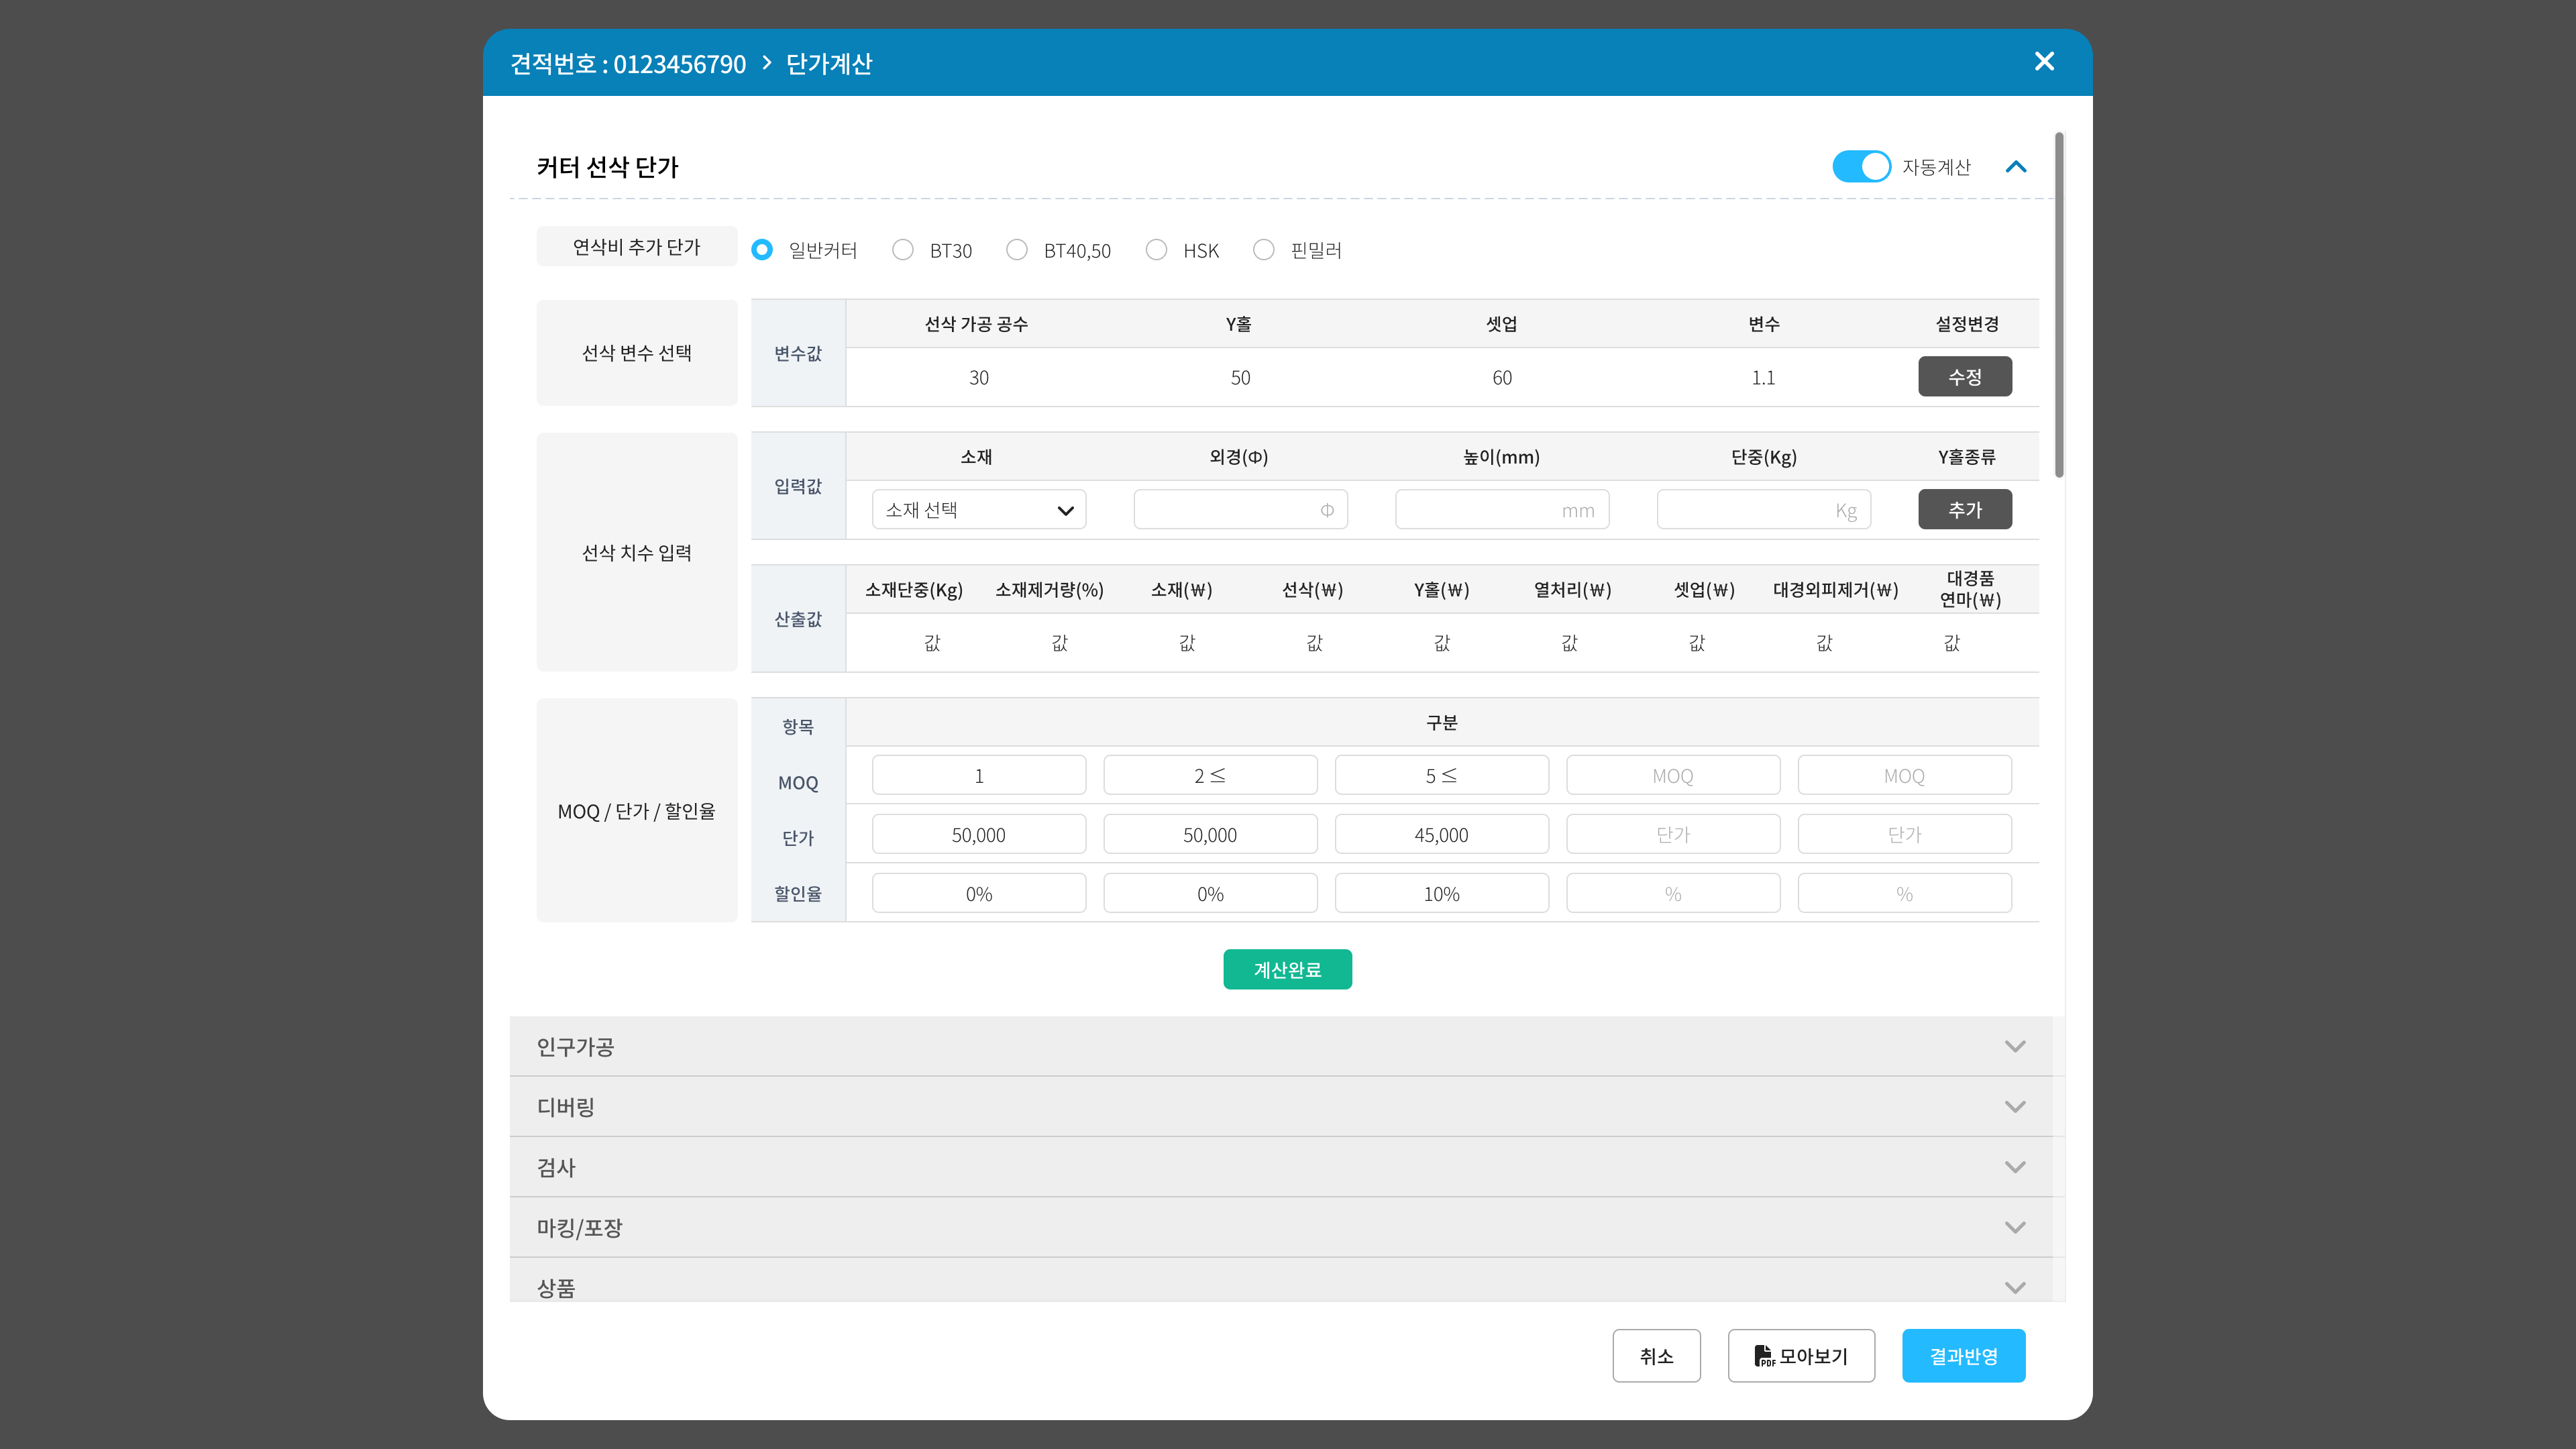 견적번호 : 0123456790 > 단가계산
커터 선삭 단가
자동계산
연삭비 추가 단가
일반커터 BT30 BT40,50 HSK 핀밀러
선삭 변수 선택
변수값
선삭 가공 공수 Y홀 셋업 변수 설정변경
30 50 60 1.1 수정
선삭 치수 입력
입력값
소재 외경(Φ) 높이(mm) 단중(Kg) Y홀종류
소재 선택 Φ mm Kg 추가
산출값
소재단중(Kg) 소재제거량(%) 소재(₩) 선삭(₩) Y홀(₩) 열처리(₩) 셋업(₩) 대경외피제거(₩) 대경품
연마(₩)
값 값 값 값 값 값 값 값 값
MOQ / 단가 / 할인율
항목 구분
MOQ 1 2 ≤ 5 ≤ MOQ MOQ
단가 50,000 50,000 45,000 단가 단가
할인율 0% 0% 10% % %
계산완료
인구가공
디버링
검사
마킹/포장
상품
취소 PDF 모아보기 결과반영